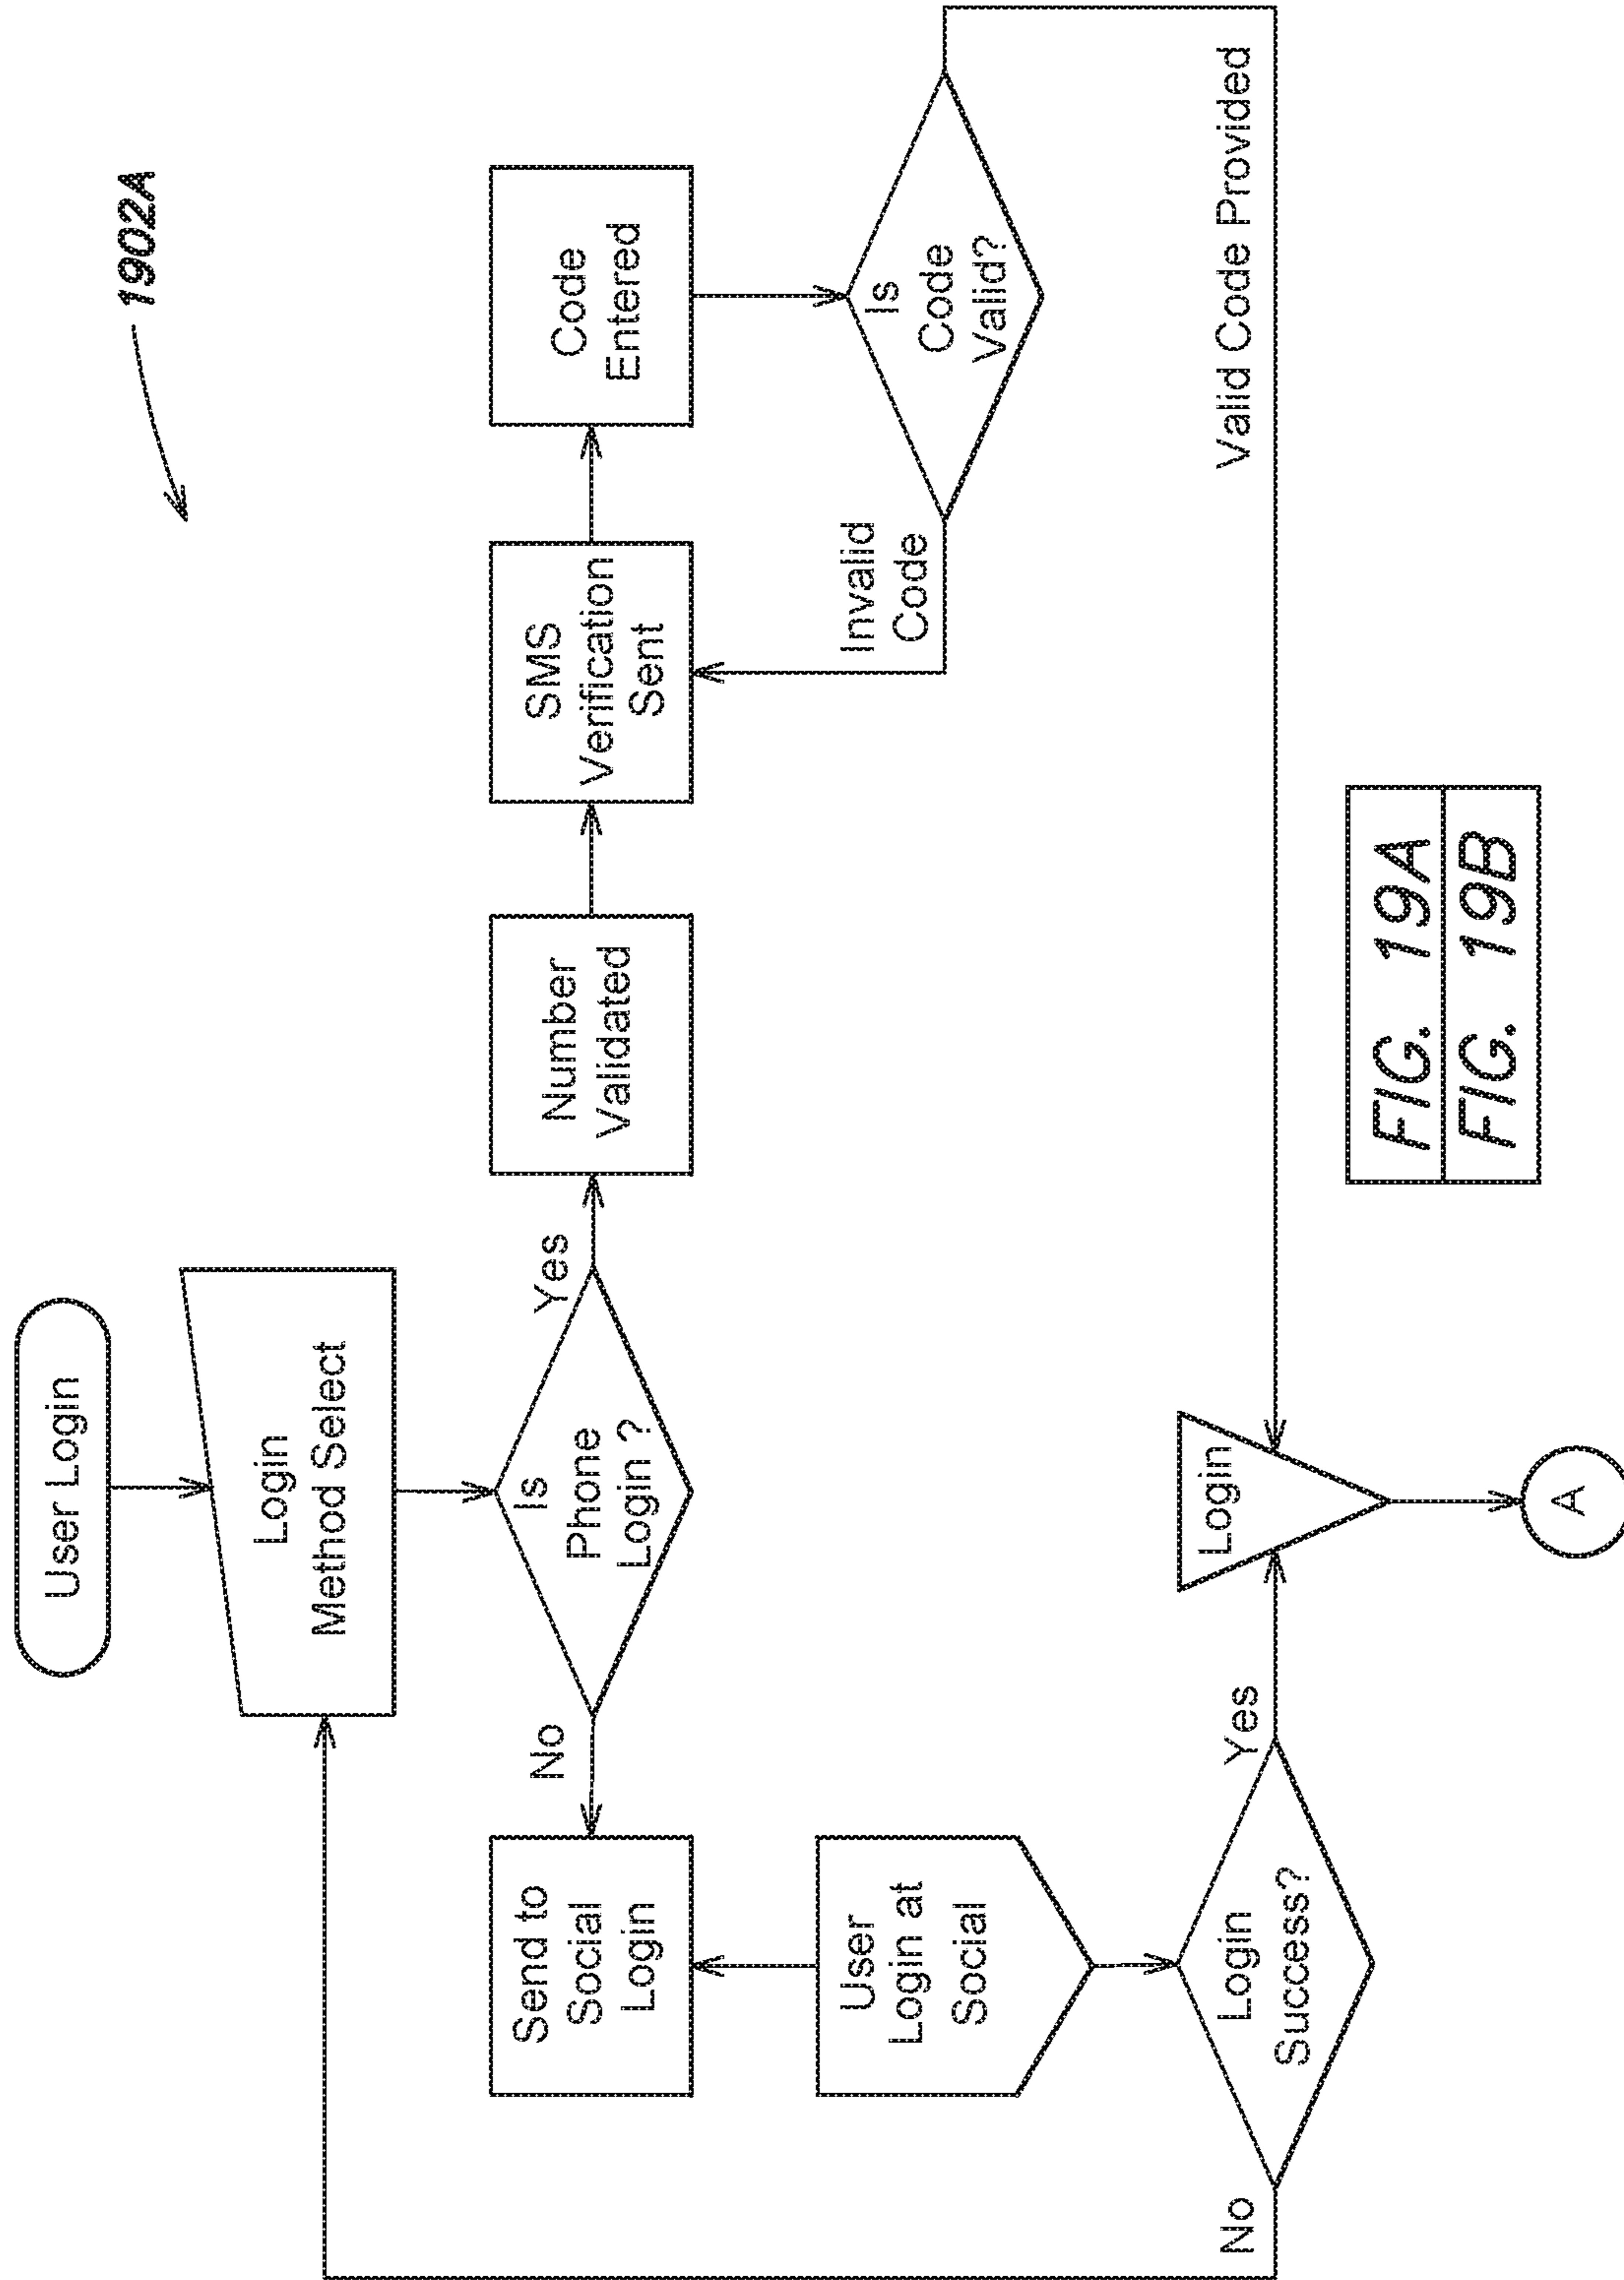 1902A
User Login
Login
Method Select
Is
Phone
Login ?
No
Yes
Send to
Social
Login
Number
Validated
SMS
Verification
Sent
Code
Entered
User
Login at
Social
Invalid
Code
Is
Code
Valid?
Login
Success?
No
Yes
Login
Valid Code Provided
A
FIG. 19A
FIG. 19B